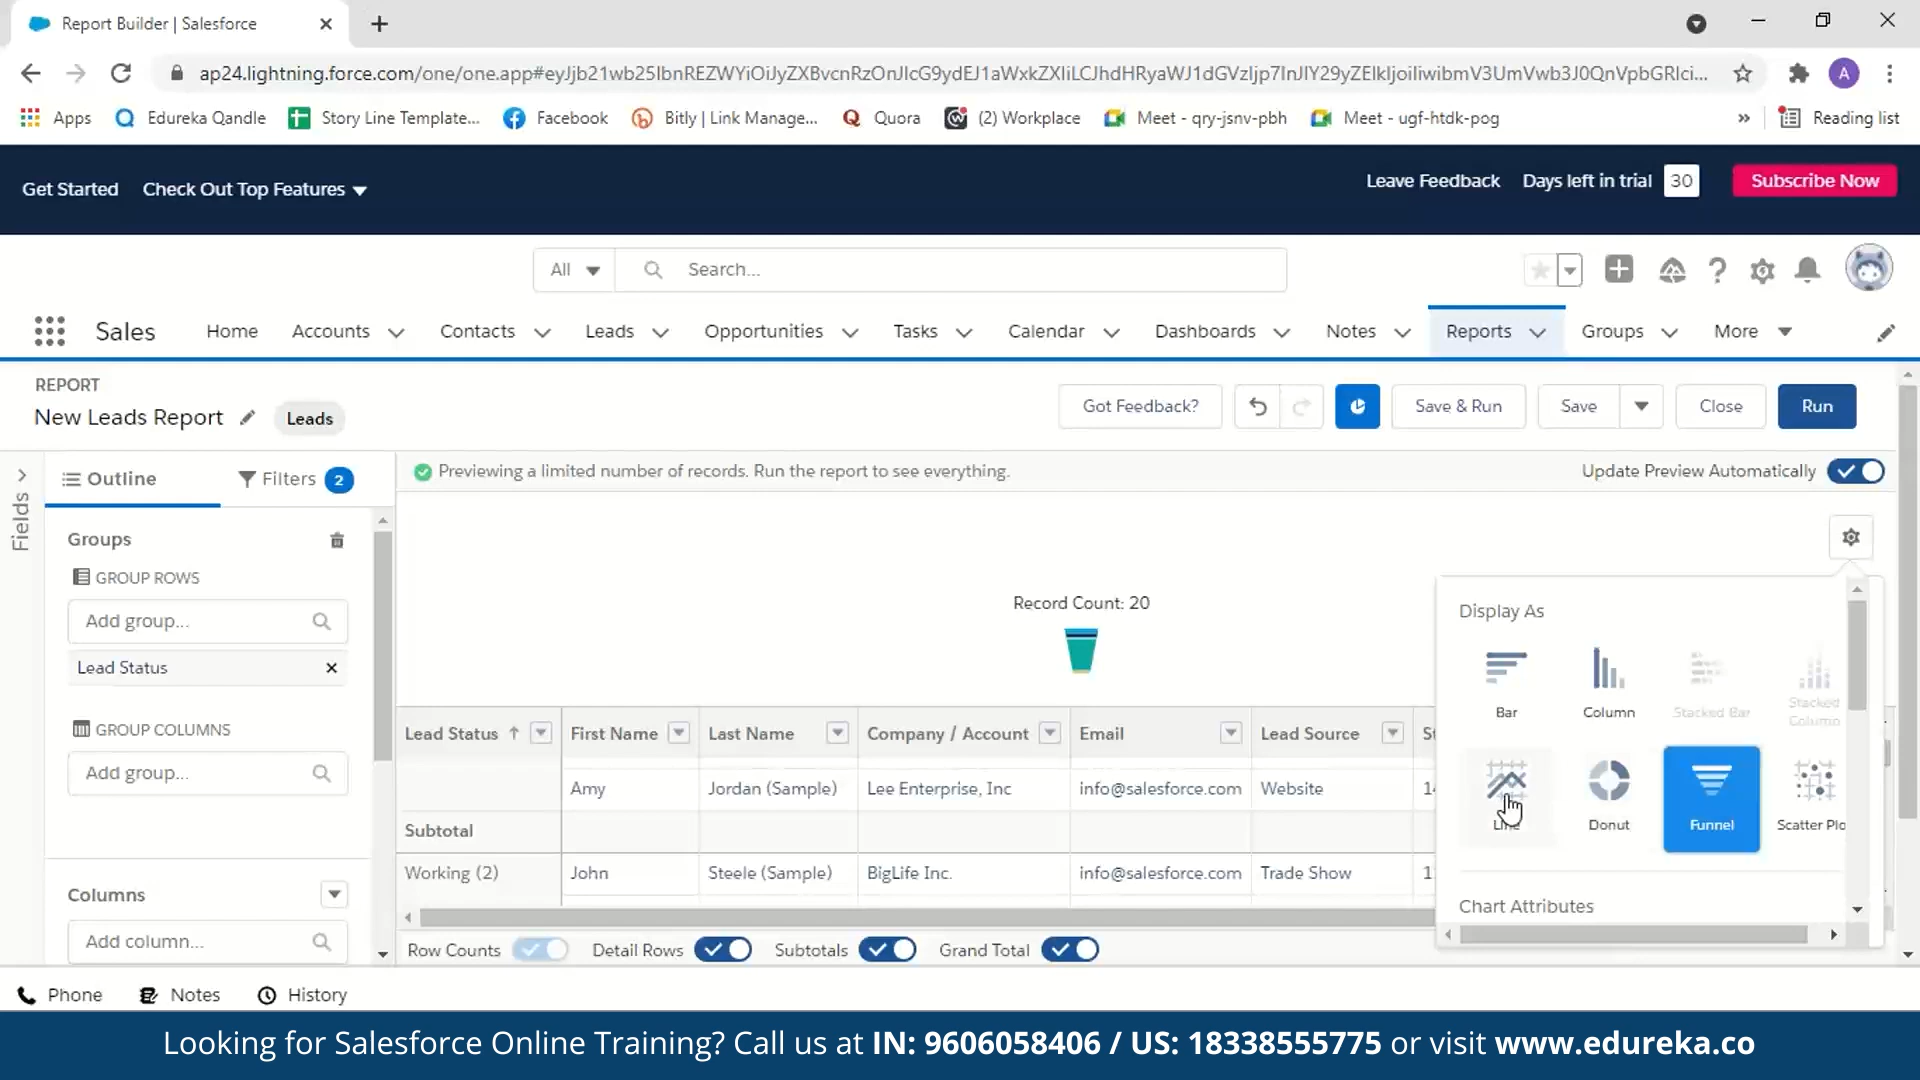 Report Builder | Salesforce
Apps Edureka Qandle Story Line Template... Facebook Bitly | Link Manage... Quora (2) Workplace Meet - qry-jsnv-pbh Meet - ugf-htdk-pog » Reading list
Get Started Check Out Top Features Leave Feedback Days left in trial 30 Subscribe Now
All Search...
Sales Home Accounts Contacts Leads Opportunities Tasks Calendar Dashboards Notes Reports Groups More
REPORT
New Leads Report Leads Got Feedback? Save & Run Save Close Run
Fields
Outline Filters 2
Previewing a limited number of records. Run the report to see everything. Update Preview Automatically
Groups
GROUP ROWS
Add group...
Lead Status
GROUP COLUMNS
Add group...
Columns
Add column...
Record Count: 20
Lead Status First Name Last Name Company / Account Email Lead Source
Amy Jordan (Sample) Lee Enterprise, Inc info@salesforce.com Website
Subtotal
Working (2) John Steele (Sample) BigLife Inc. info@salesforce.com Trade Show
Row Counts Detail Rows Subtotals Grand Total
Display As
Bar Column Stacked Bar Stacked Column
Donut Funnel Scatter Plo
Chart Attributes
Phone Notes History
Looking for Salesforce Online Training? Call us at IN: 9606058406 / US: 18338555775 or visit www.edureka.co